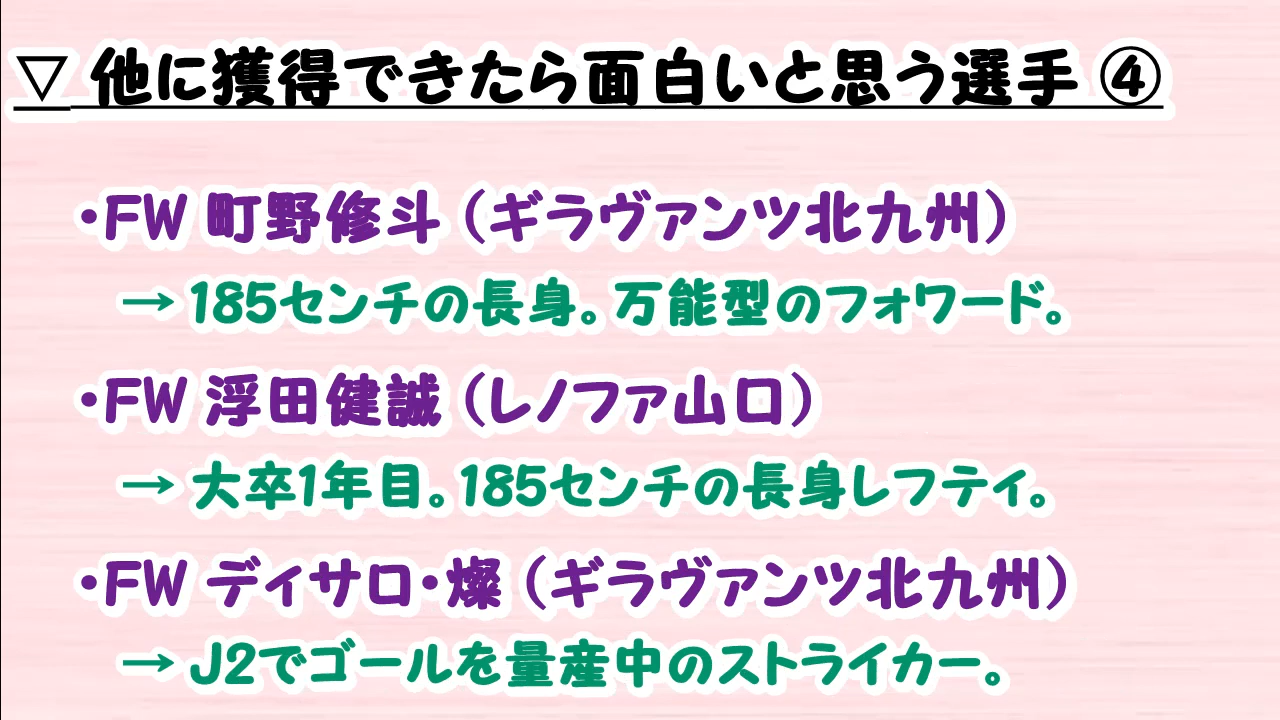 ▽ 他に獲得できたら面白いと思う選手 ④
・FW 町野修斗（ギラヴァンツ北九州）
→ 185センチの長身。万能型のフォワード。
・FW 浮田健誠（レノファ山口）
→ 大卒1年目。185センチの長身レフティ。
・FW ディサロ・燦（ギラヴァンツ北九州）
→ J2でゴールを量産中のストライカー。